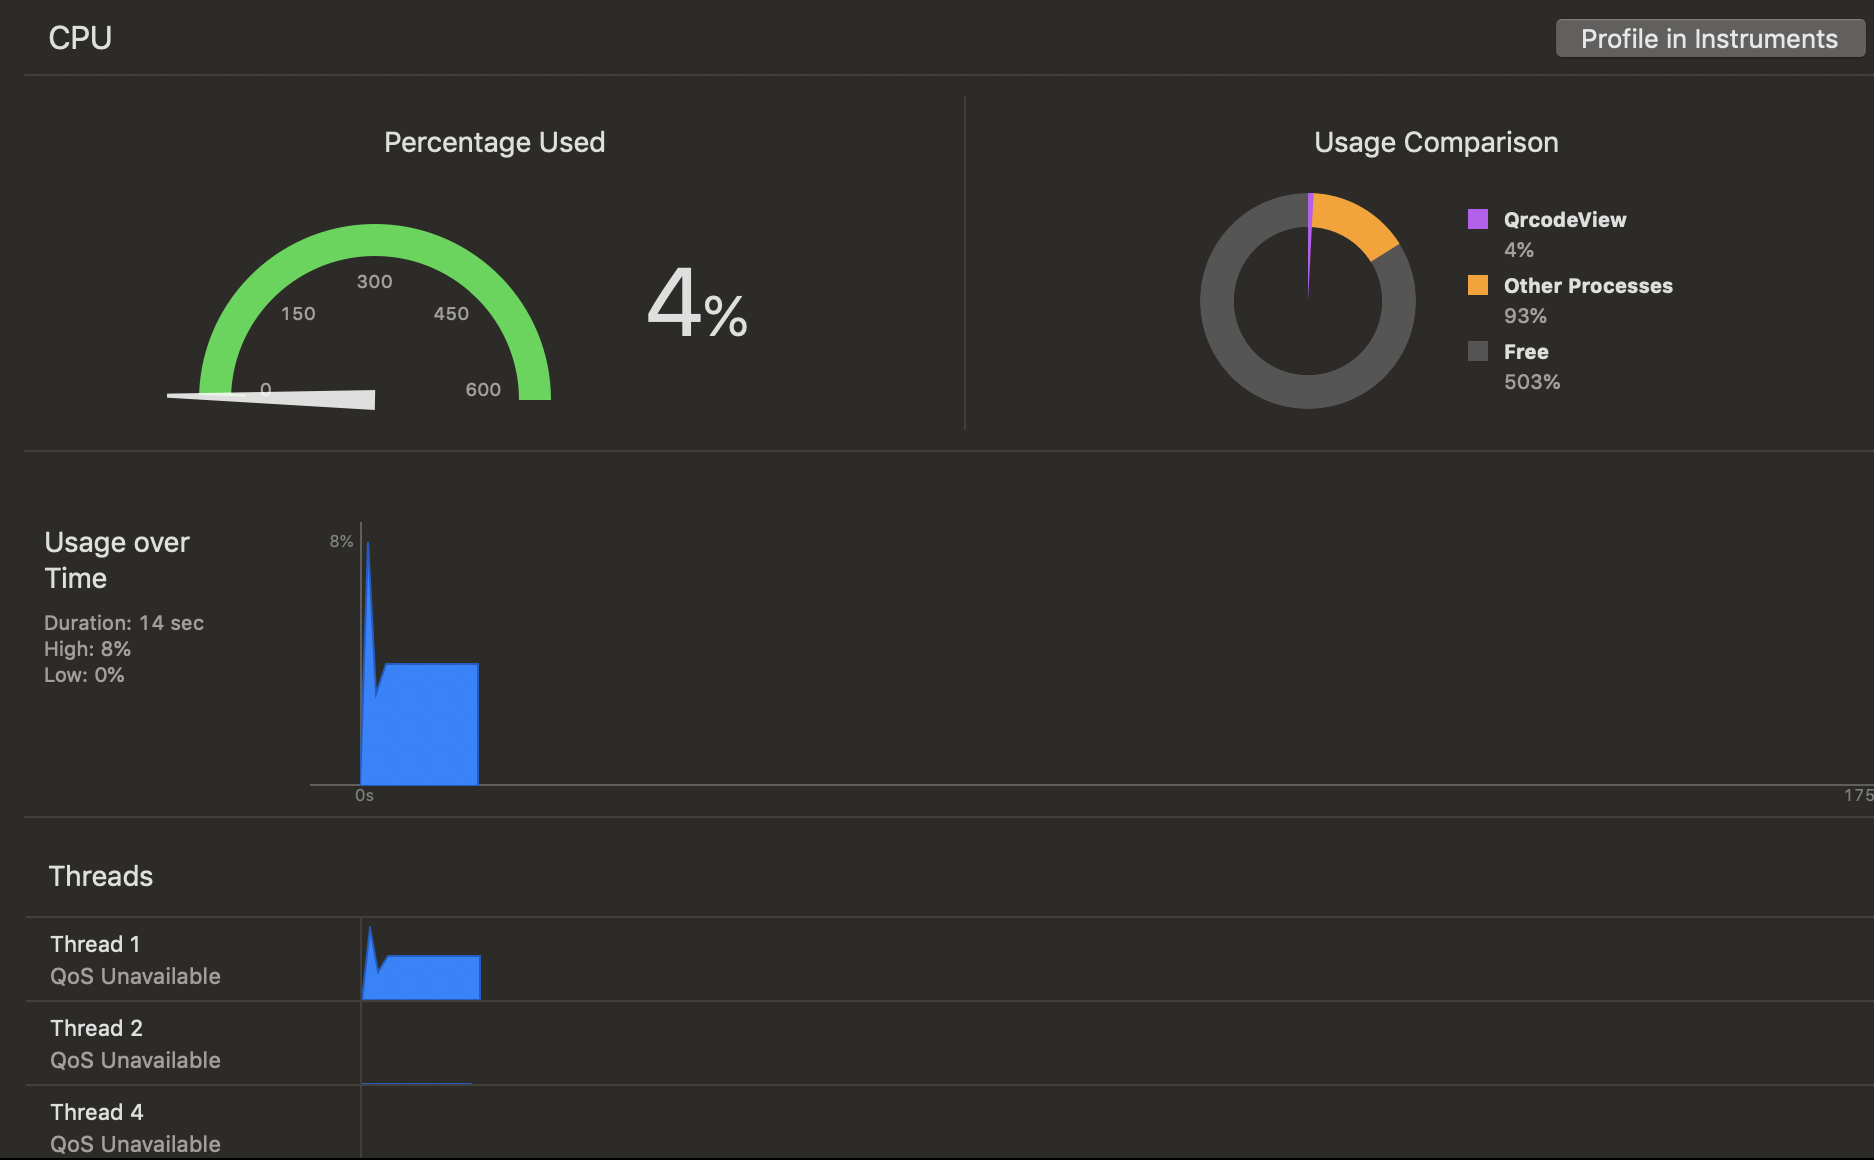 CPU
Profile in Instruments
Percentage Used
0
150
300
450
600
4%
Usage Comparison
QrcodeView
4%
Other Processes
93%
Free
503%
Usage over
Time
Duration: 14 sec
High: 8%
Low: 0%
8%
0s
175
Threads
Thread 1
QoS Unavailable
Thread 2
QoS Unavailable
Thread 4
QoS Unavailable